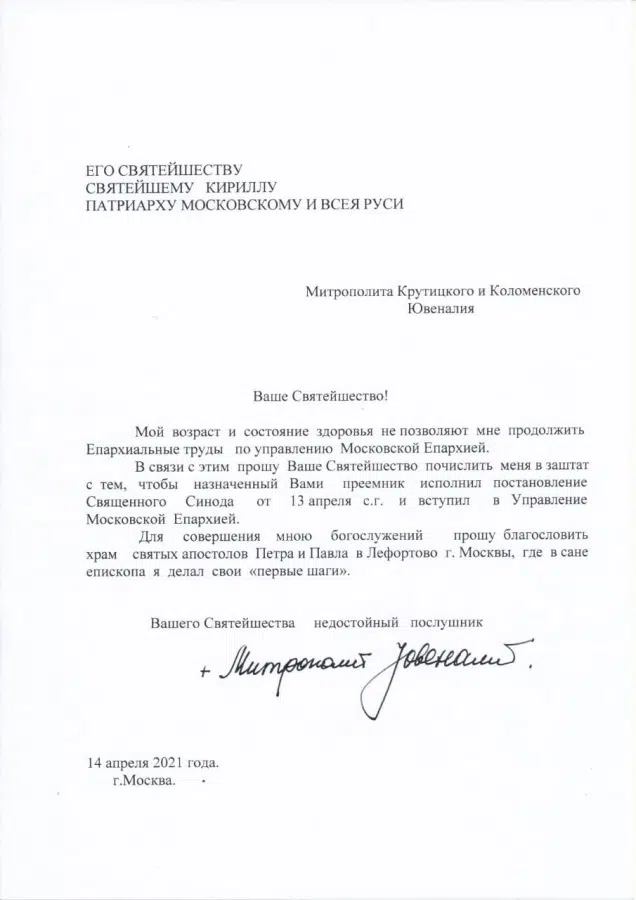 ЕГО СВЯТЕЙШЕСТВУ
СВЯТЕЙШЕМУ КИРИЛЛУ
ПАТРИАРХУ МОСКОВСКОМУ И ВСЕЯ РУСИ
Митрополита Крутицкого и Коломенского
Ювеналия
Ваше Святейшество!
Мой возраст и состояние здоровья не позволяют мне продолжить
Епархиальные труды по управлению Московской Епархией.
В связи с этим прошу Ваше Святейшество почислить меня в заштат
с тем, чтобы назначенный Вами преемник исполнил постановление
Священного Синода от 13 апреля с.г. и вступил в Управление
Московской Епархией.
Для совершения мною богослужений прошу благословить
храм святых апостолов Петра и Павла в Лефортово г. Москвы, где в сане
епископа я делал свои «первые шаги».
Вашего Святейшества недостойный послушник
+ Митрополит Ювеналий.
14 апреля 2021 года.
г.Москва.